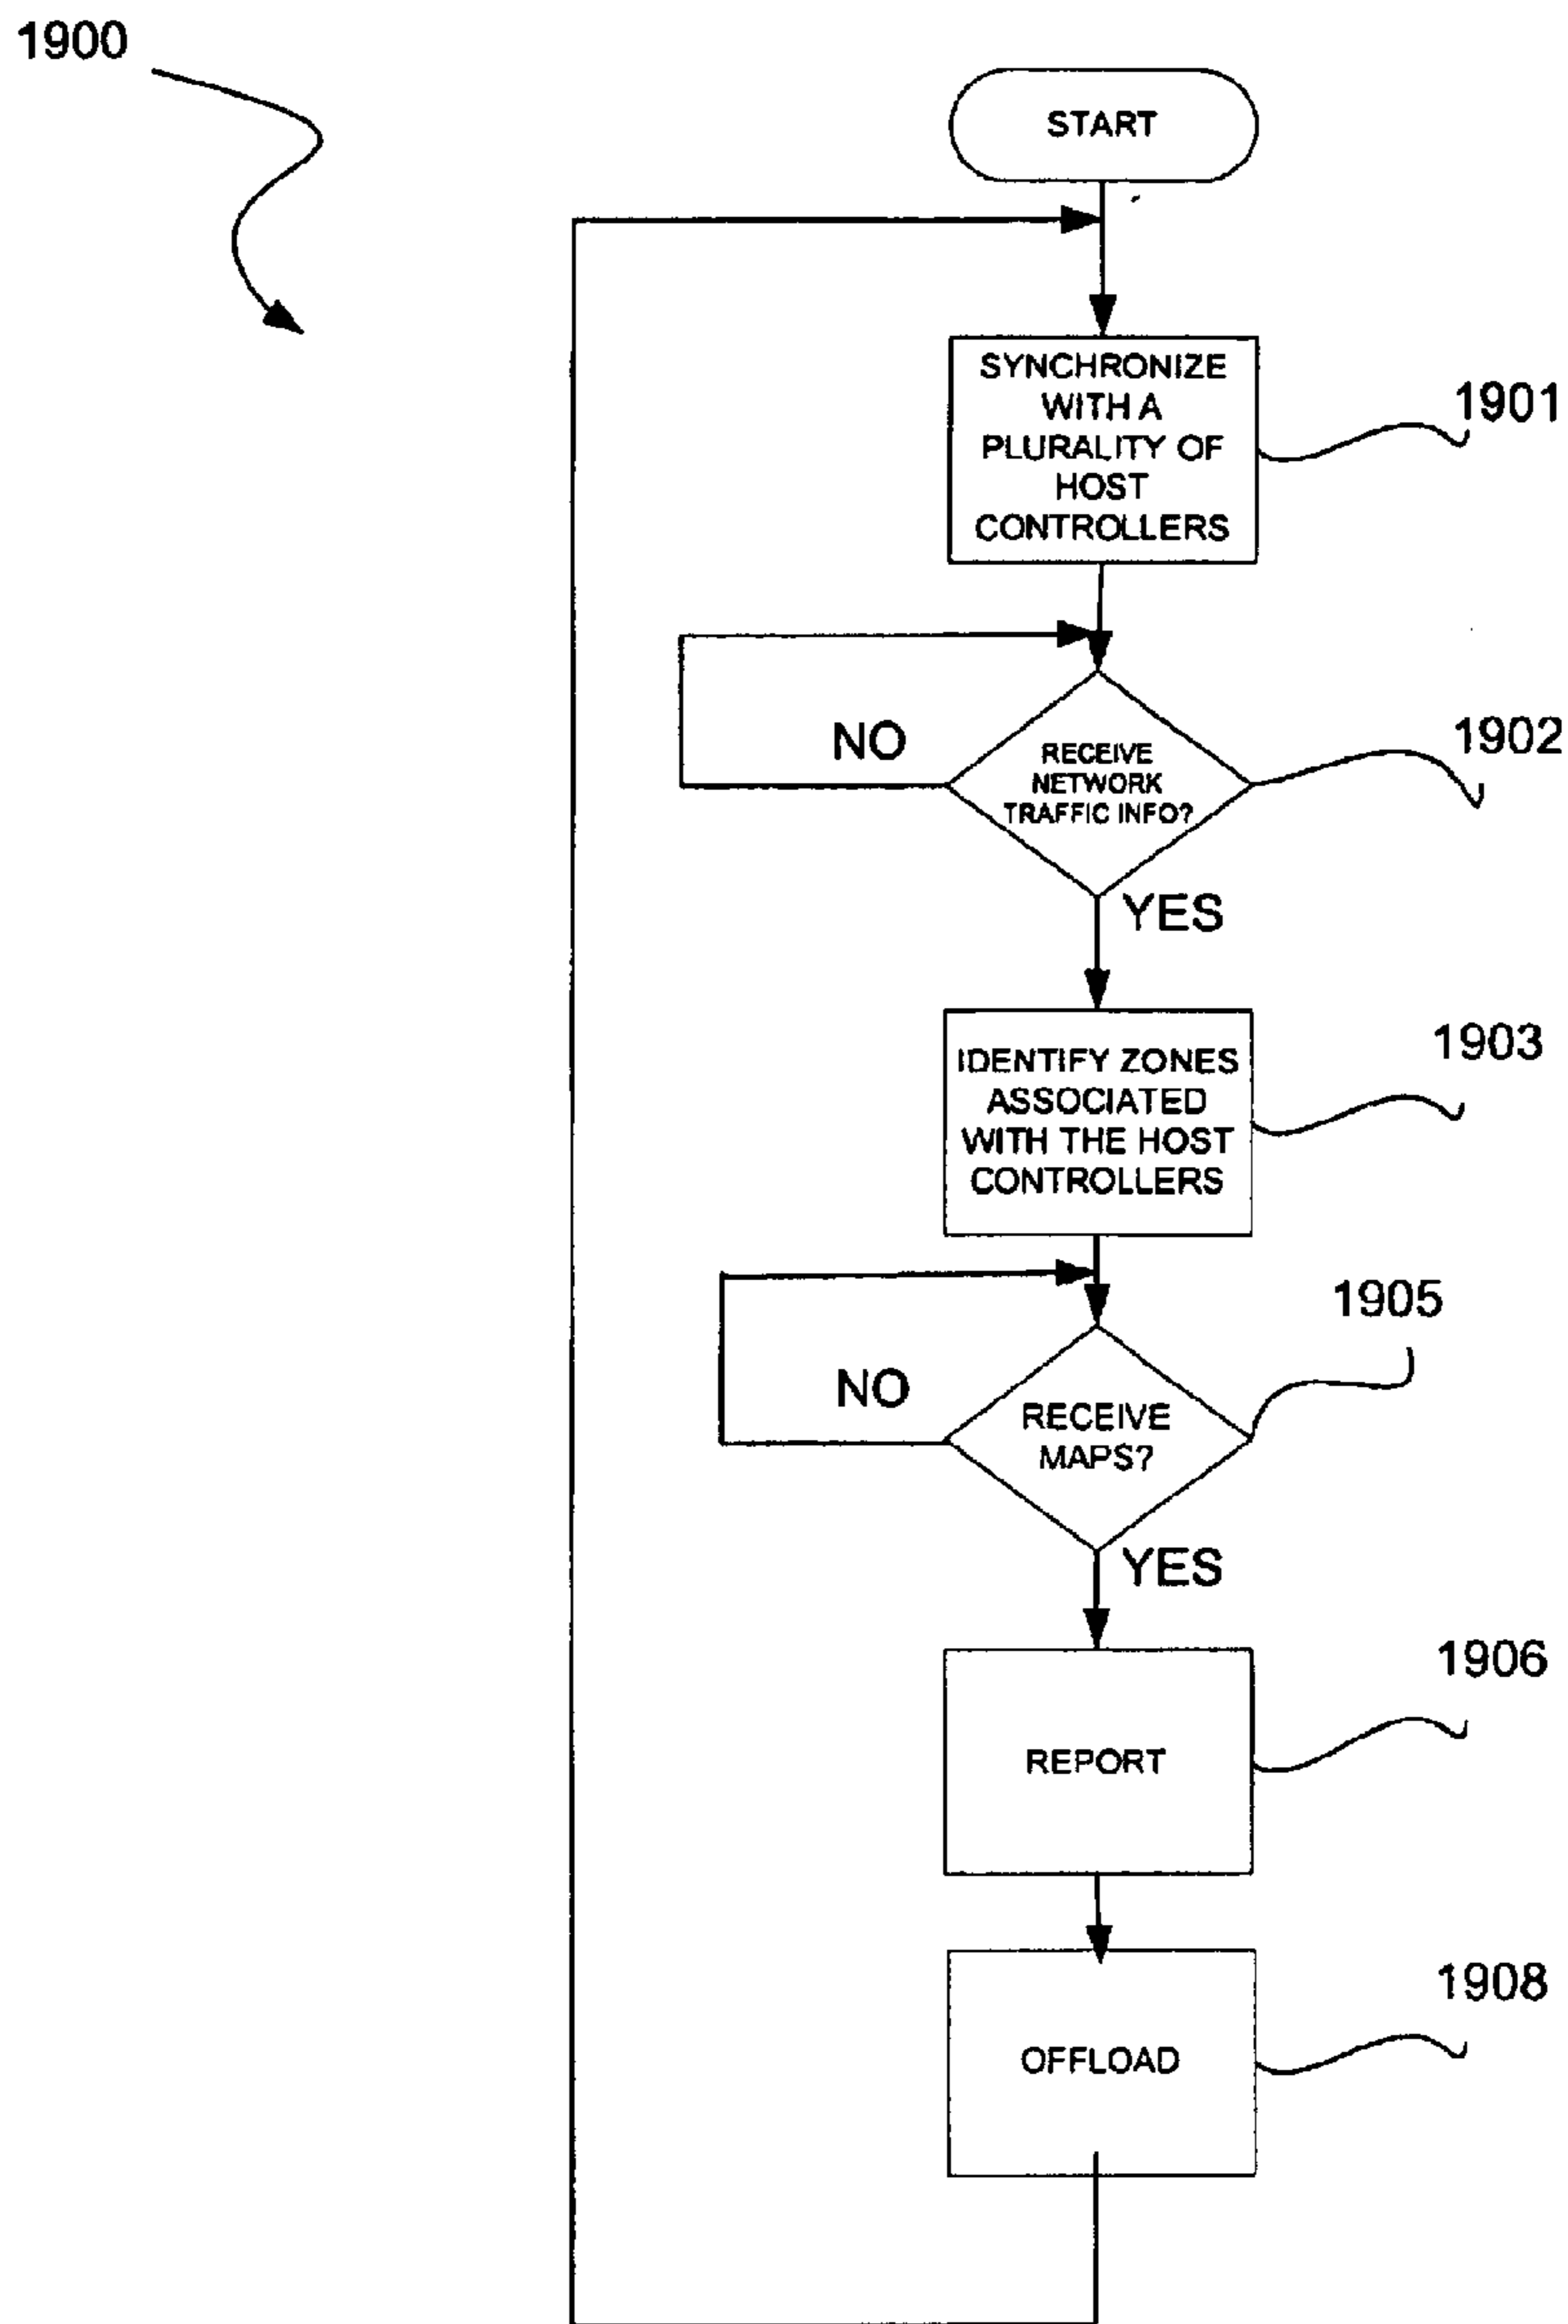 1900
START
SYNCHRONIZE
WITH A
PLURALITY OF
HOST
CONTROLLERS
1901
NO
RECEIVE
NETWORK
TRAFFIC INFO?
1902
YES
IDENTIFY ZONES
ASSOCIATED
WITH THE HOST
CONTROLLERS
1903
NO
RECEIVE
MAPS?
1905
YES
REPORT
1906
OFFLOAD
1908